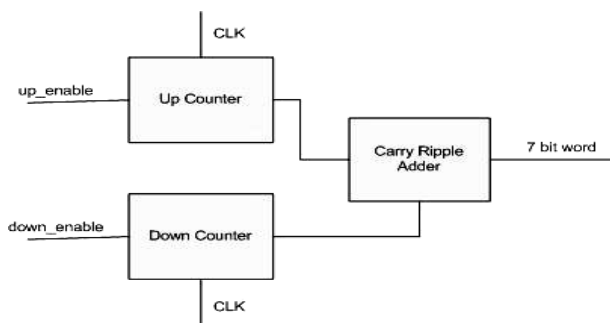 CLK
up_enable
Up Counter
Carry Ripple
Adder
7 bit word
down_enable
Down Counter
CLK